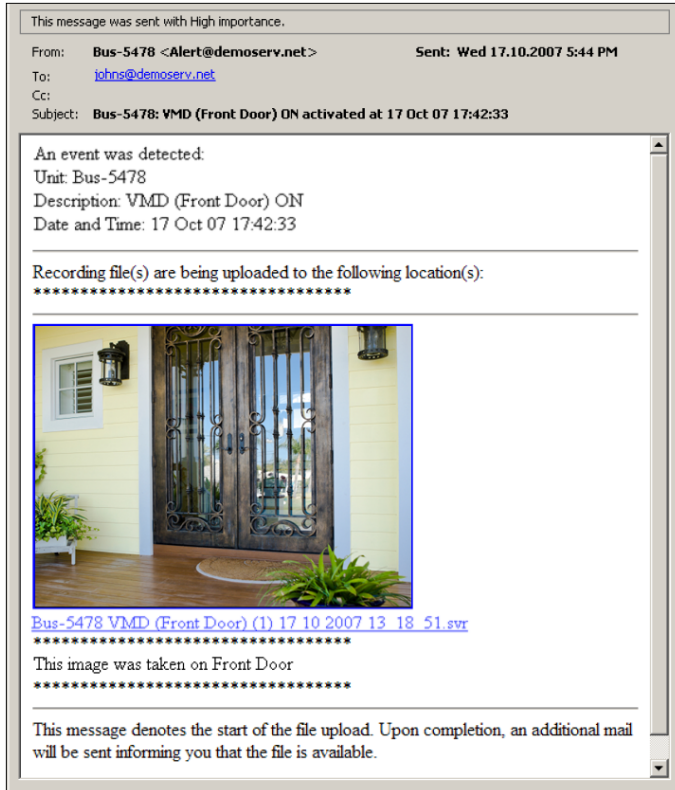 This message was sent with High importance.
From: Bus-5478 <Alert@demoserv.net> Sent: Wed 17.10.2007 5:44 PM
To: johns@demoserv.net
Cc:
Subject: Bus-5478: VMD (Front Door) ON activated at 17 Oct 07 17:42:33
An event was detected:
Unit: Bus-5478
Description: VMD (Front Door) ON
Date and Time: 17 Oct 07 17:42:33
Recording file(s) are being uploaded to the following location(s):
**********************************
Bus-5478 VMD (Front Door) (1) 17 10 2007 13_18_51.svr
**********************************
This image was taken on Front Door
**********************************
This message denotes the start of the file upload. Upon completion, an additional mail
will be sent informing you that the file is available.